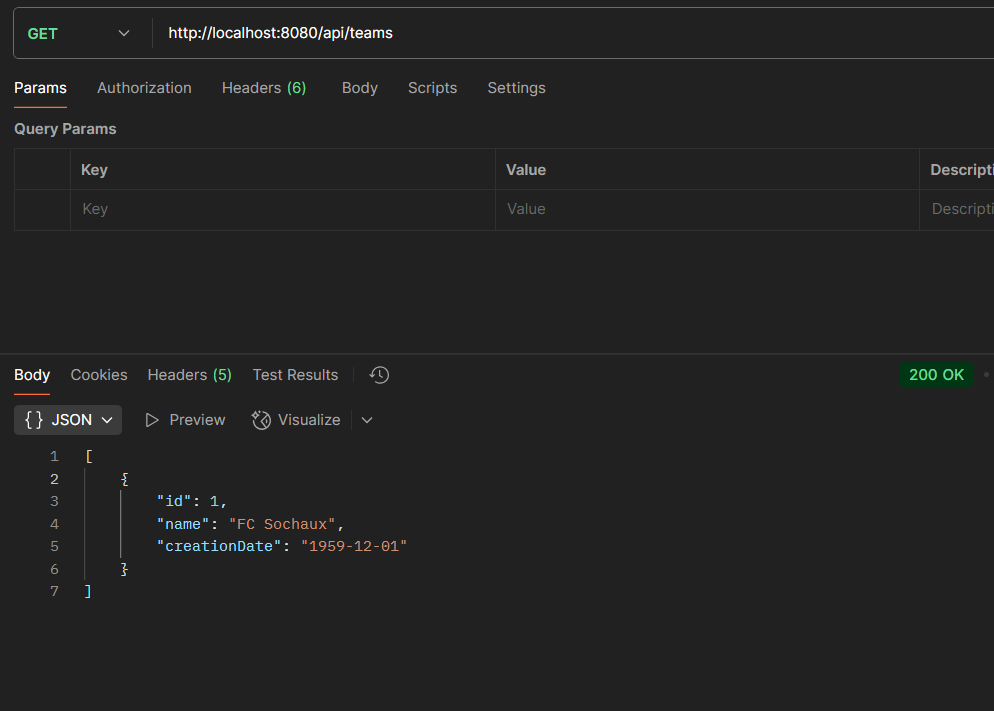 GET http://localhost:8080/api/teams
Params Authorization Headers (6) Body Scripts Settings
Query Params
Key Value Descripti
Key Value Descripti
Body Cookies Headers (5) Test Results 200 OK
{} JSON Preview Visualize
1 [
2 {
3 "id": 1,
4 "name": "FC Sochaux",
5 "creationDate": "1959-12-01"
6 }
7 ]